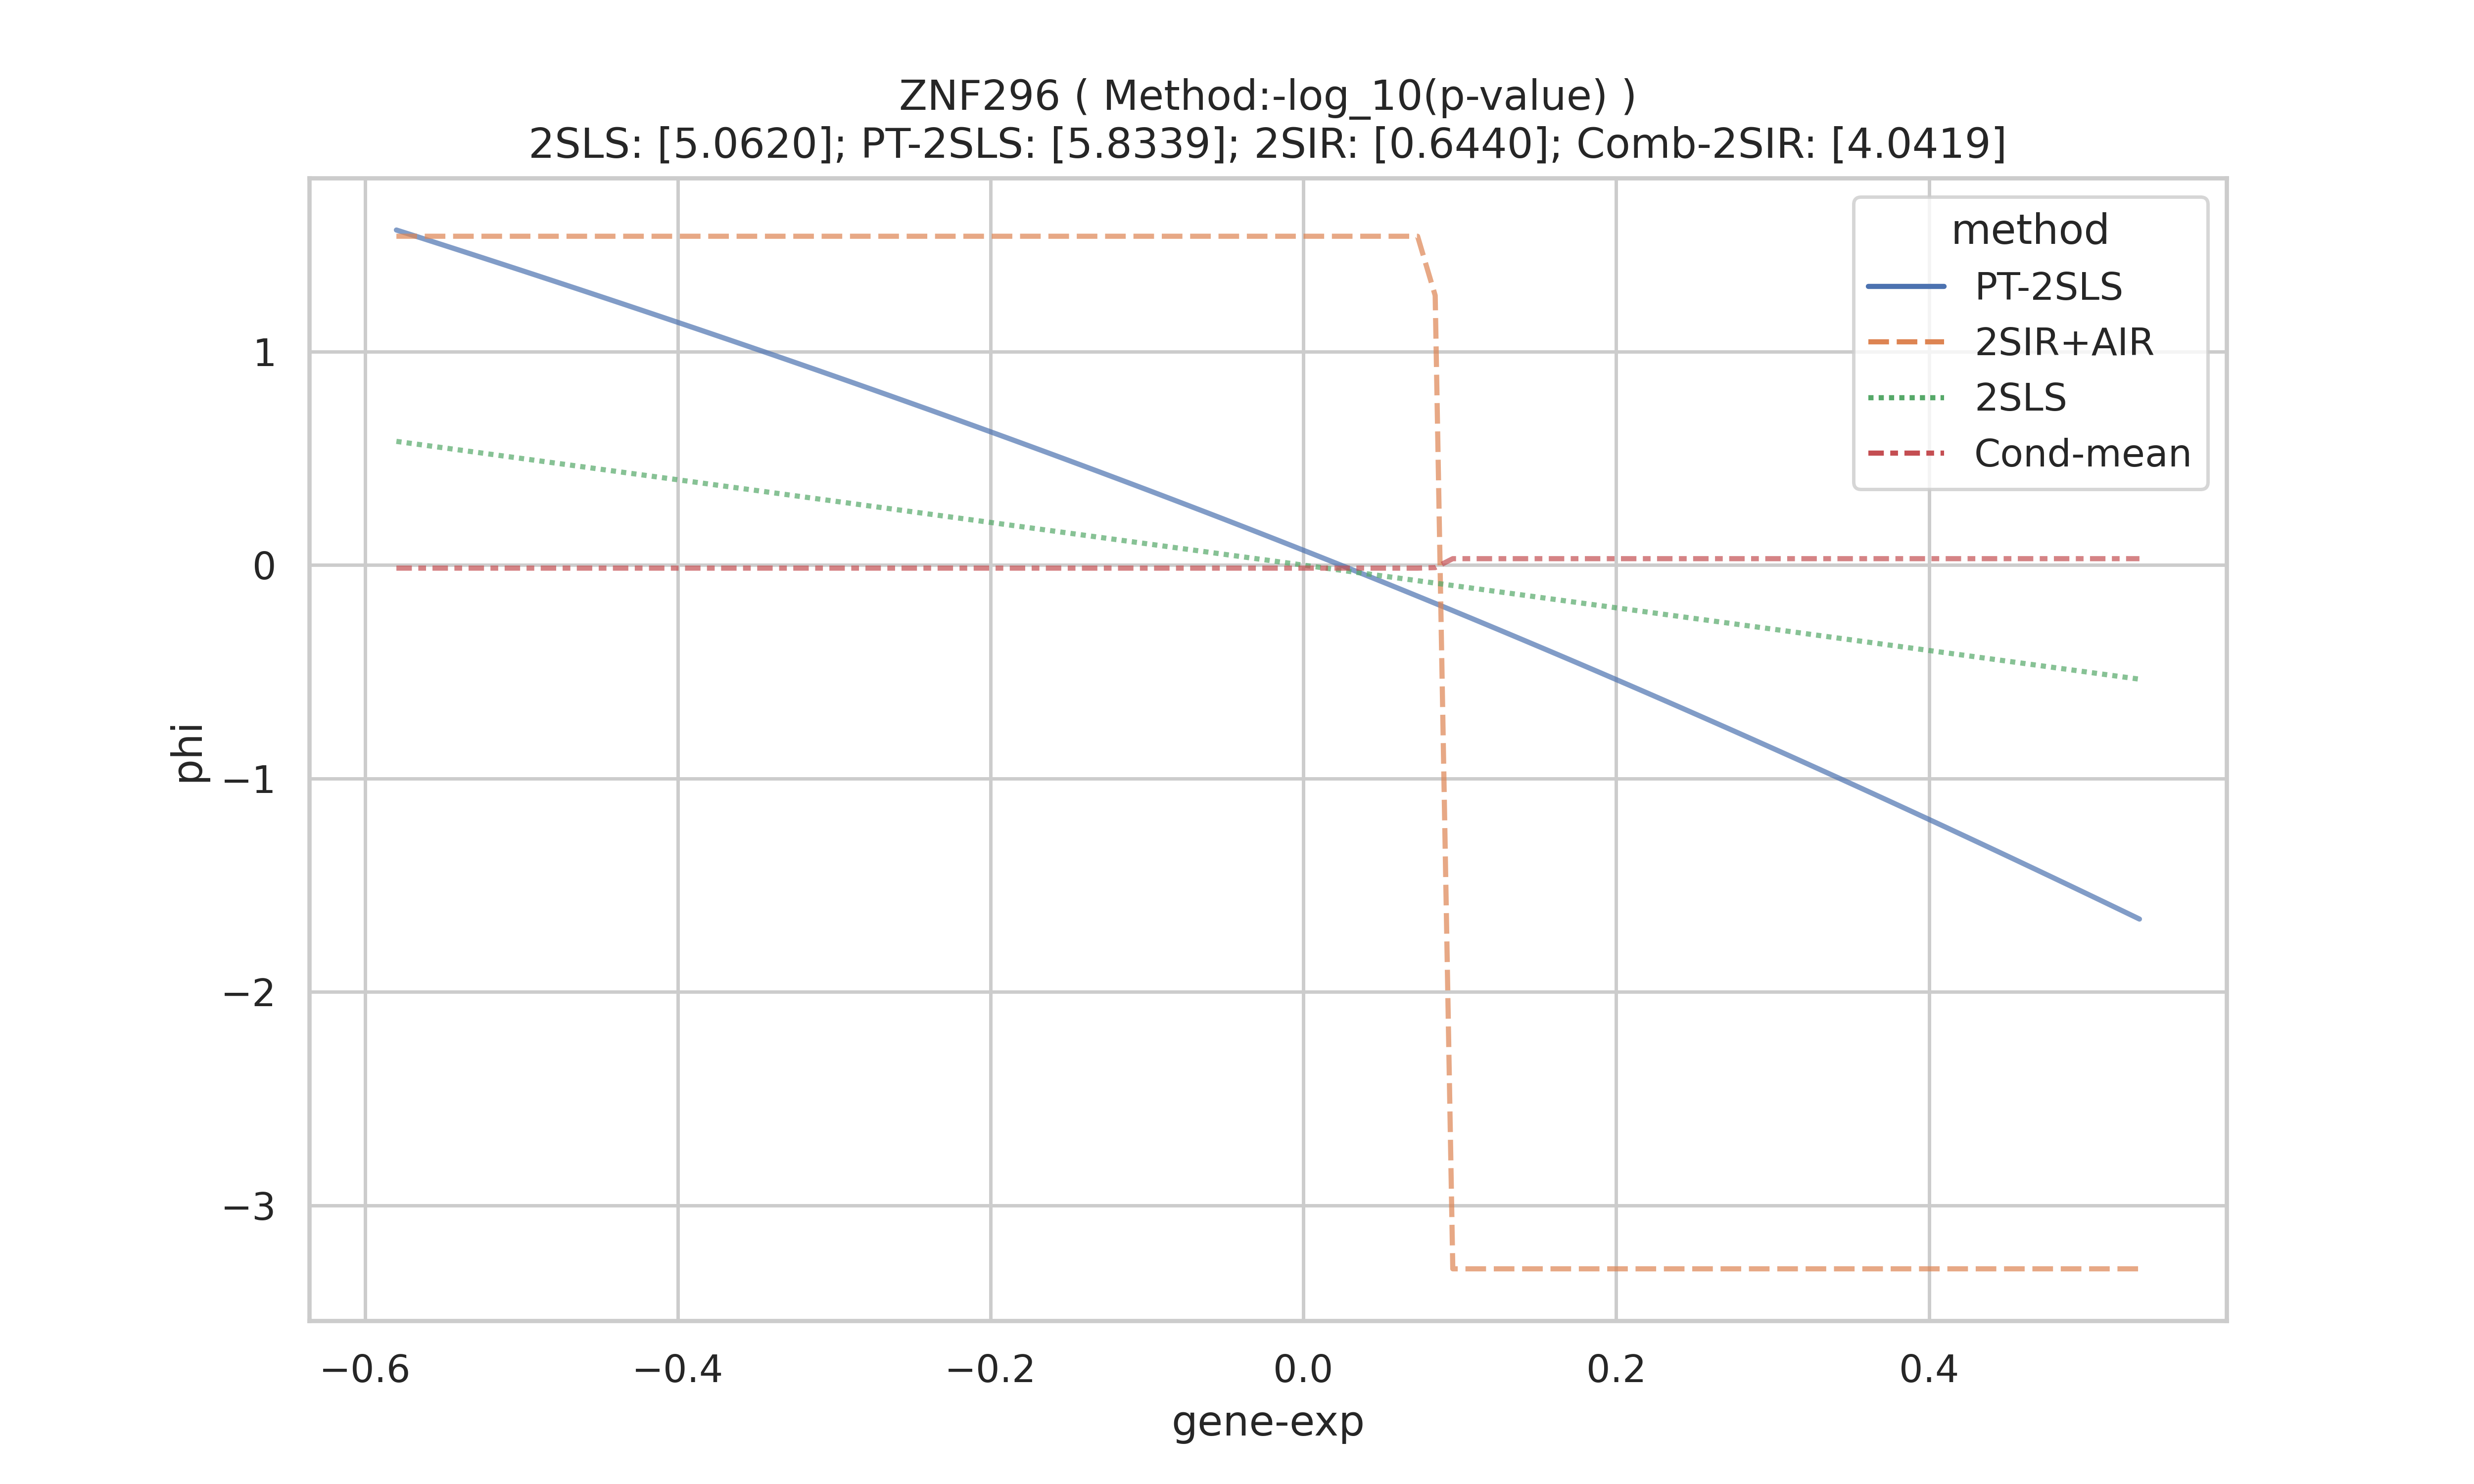 ZNF296 ( Method:-log_10(p-value) )
2SLS: [5.0620]; PT-2SLS: [5.8339]; 2SIR: [0.6440]; Comb-2SIR: [4.0419]
method
PT-2SLS
2SIR+AIR
2SLS
Cond-mean
phi
1
0
−1
−2
−3
−0.6
−0.4
−0.2
0.0
0.2
0.4
gene-exp